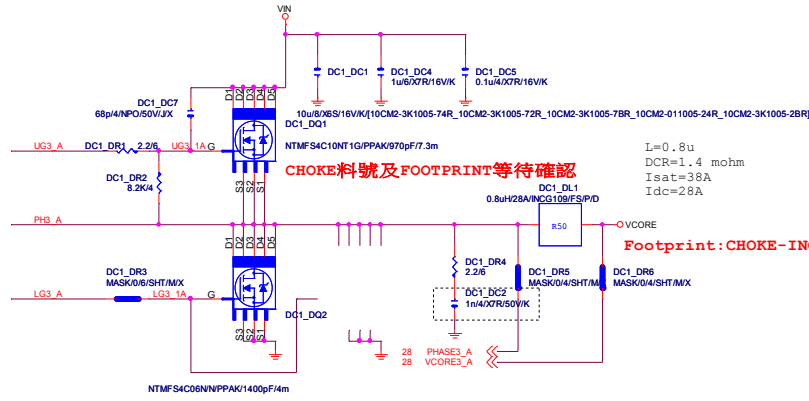 VIN
DC1_DC1
DC1_DC4
1u/6/X7R/16V/K
DC1_DC5
0.1u/4/X7R/16V/K
10u/8/X6S/16V/K/[10CM2-3K1005-74R_10CM2-3K1005-72R_10CM2-3K1005-7BR_10CM2-011005-24R_10CM2-3K1005-2BR]
DC1_DC7
68p/4/NPO/50V/J/X
D1
D2
D3
D4
D5
DC1_DQ1
NTMFS4C10NT1G/PPAK/970pF/7.3m
UG3_A
DC1_DR1
2.2/6
UG3_1A
G
S3
S2
S1
CHOKE料號及FOOTPRINT等待確認
L=0.8u
DCR=1.4 mohm
Isat=38A
Idc=28A
DC1_DR2
8.2K/4
DC1_DL1
0.8uH/28A/INCG109/FS/P/D
R50
PH3_A
VCORE
Footprint:CHOKE-IN
D1
D2
D3
D4
D5
DC1_DR3
MASK/0/6/SHT/M/X
LG3_A
LG3_1A
G
DC1_DQ2
S3
S2
S1
DC1_DR4
2.2/6
DC1_DC2
1n/4/X7R/50V/K
DC1_DR5
MASK/0/4/SHT/M/X
DC1_DR6
MASK/0/4/SHT/M/X
28 PHASE3_A
28 VCORE3_A
NTMFS4C06N/N/PPAK/1400pF/4m